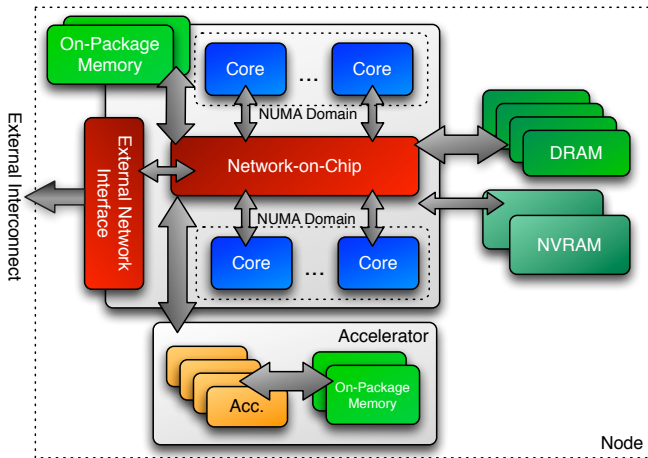 On-Package
Memory
Core
...
Core
NUMA Domain
External Interconnect
External Network
Interface
Network-on-Chip
DRAM
NUMA Domain
Core
...
Core
NVRAM
Accelerator
Acc.
On-Package
Memory
Node